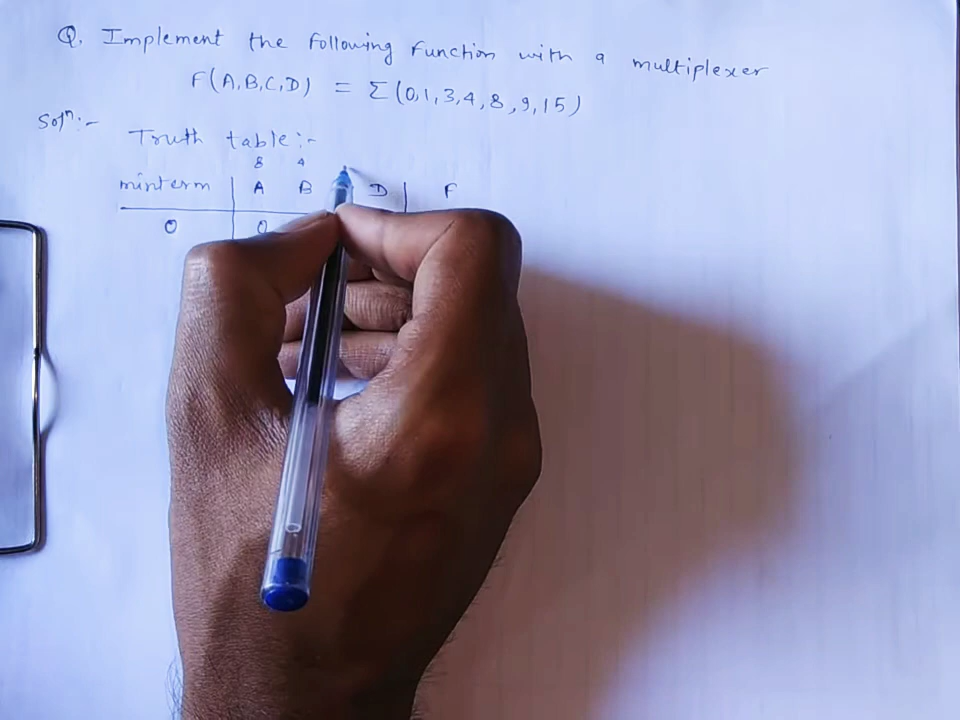 Q. Implement the following function with a multiplexer
F(A,B,C,D) = Σ(0,1,3,4,8,9,15)
Solⁿ:-
Truth table:-
8 4
minterm A B D F
0 0